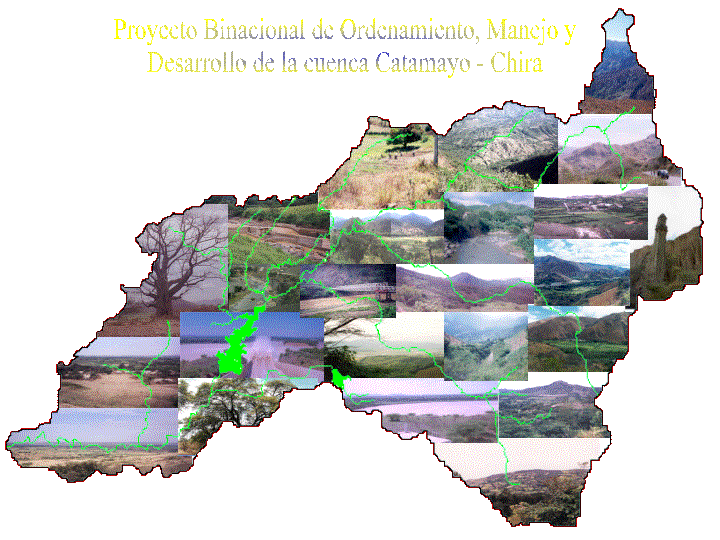 Proyecto Binacional de Ordenamiento, Manejo y
Desarrollo de la cuenca Catamayo - Chira